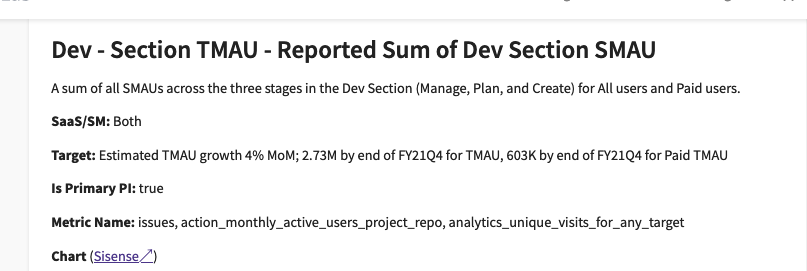 Dev - Section TMAU - Reported Sum of Dev Section SMAU
A sum of all SMAUs across the three stages in the Dev Section (Manage, Plan, and Create) for All users and Paid users.
SaaS/SM: Both
Target: Estimated TMAU growth 4% MoM; 2.73M by end of FY21Q4 for TMAU, 603K by end of FY21Q4 for Paid TMAU
Is Primary PI: true
Metric Name: issues, action_monthly_active_users_project_repo, analytics_unique_visits_for_any_target
Chart (Sisense↗)